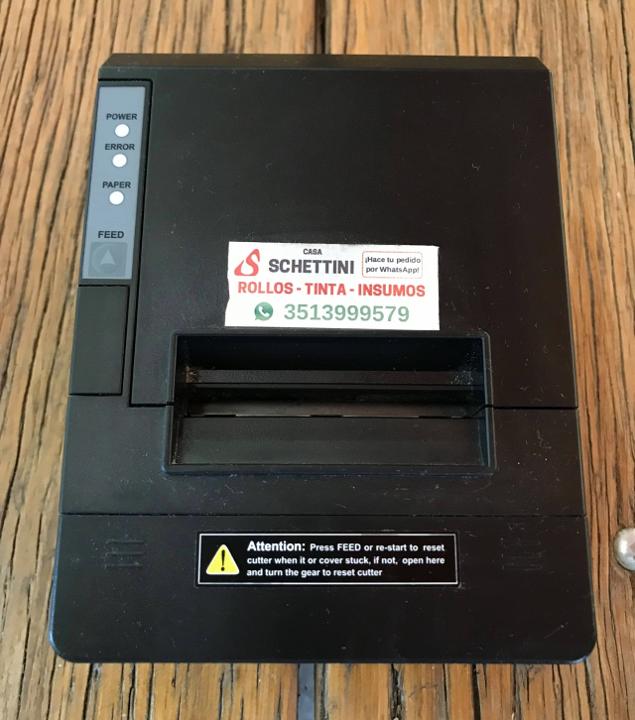 POWER
ERROR
PAPER
FEED
CASA
SCHETTINI
¡Hace tu pedido
por WhatsApp!
ROLLOS - TINTA - INSUMOS
3513999579
Attention: Press FEED or re-start to reset
cutter when it or cover stuck, if not, open here
and turn the gear to reset cutter